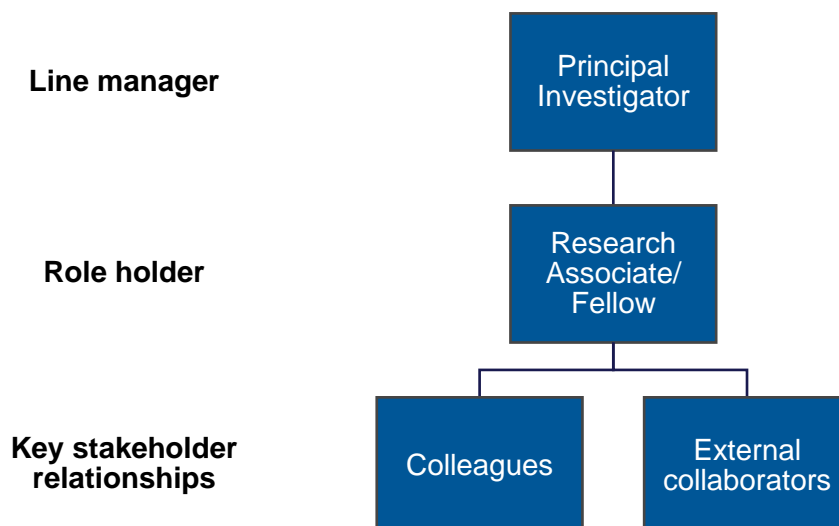 Line manager
Principal
Investigator
Role holder
Research
Associate/
Fellow
Key stakeholder
relationships
Colleagues
External
collaborators